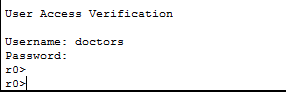 User Access Verification
Username: doctors
Password:
r0>
r0>